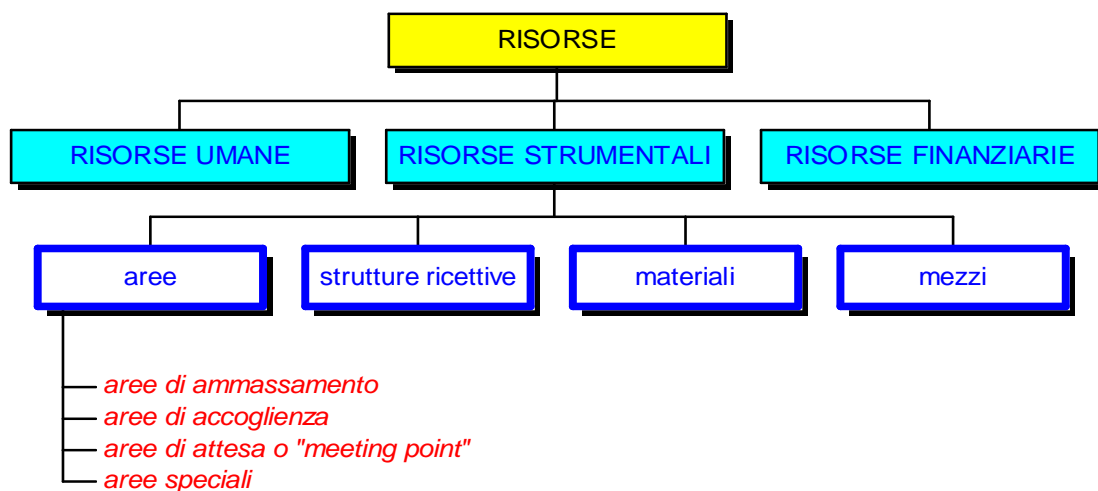 RISORSE
RISORSE UMANE
RISORSE STRUMENTALI
RISORSE FINANZIARIE
aree
strutture ricettive
materiali
mezzi
aree di ammassamento
aree di accoglienza
aree di attesa o "meeting point"
aree speciali